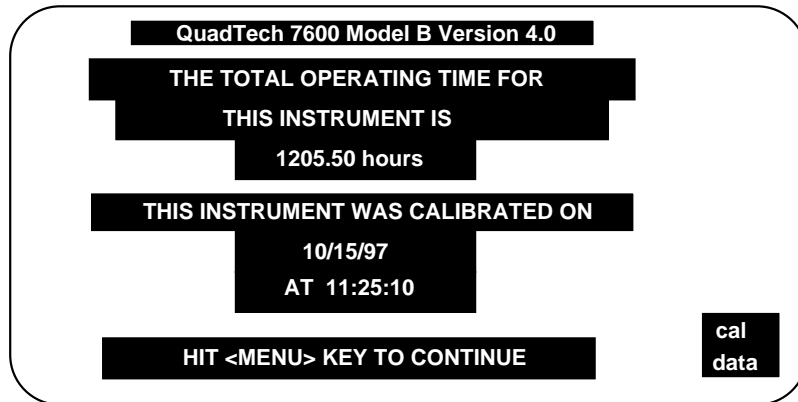 QuadTech 7600 Model B Version 4.0
THE TOTAL OPERATING TIME FOR
THIS INSTRUMENT IS
1205.50 hours
THIS INSTRUMENT WAS CALIBRATED ON
10/15/97
AT 11:25:10
HIT <MENU> KEY TO CONTINUE
cal
data